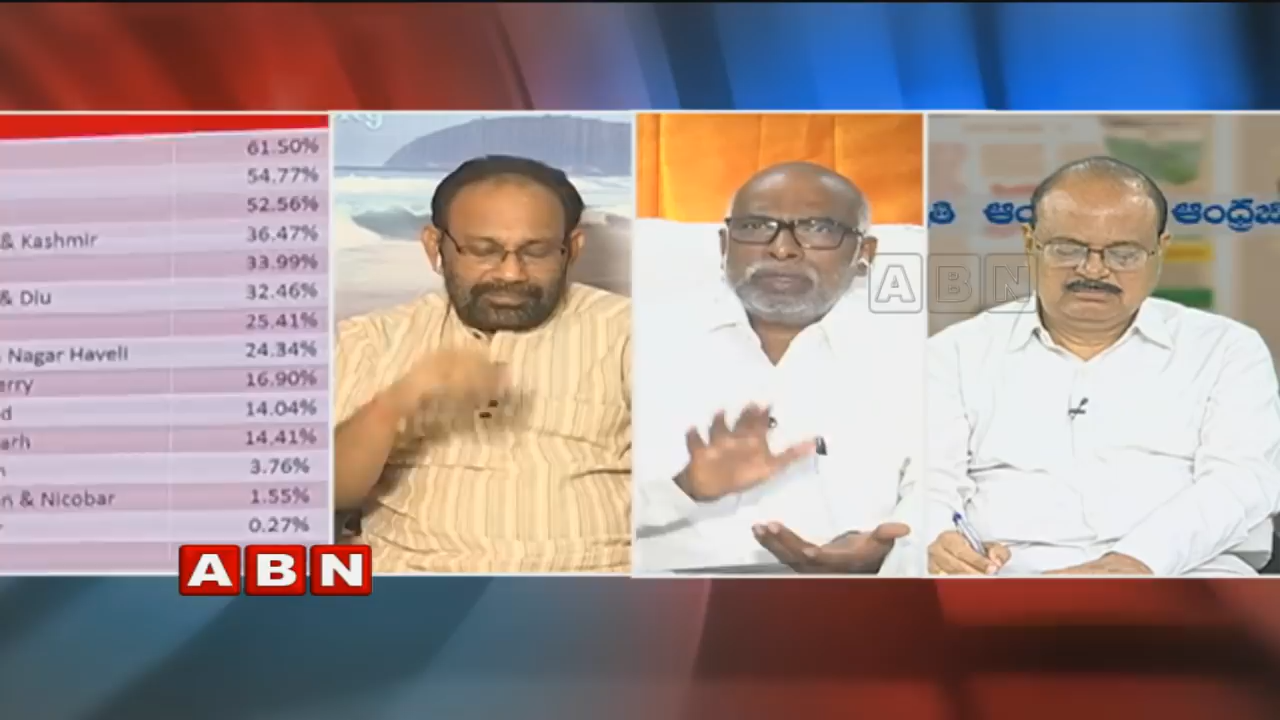 61.50%
54.77%
52.56%
& Kashmir 36.47%
33.99%
& Diu 32.46%
25.41%
Nagar Haveli 24.34%
erry 16.90%
d 14.04%
arh 14.41%
n 3.76%
n & Nicobar 1.55%
0.27%
ABN
ABN
తి ఆం ఆంధ్రజ